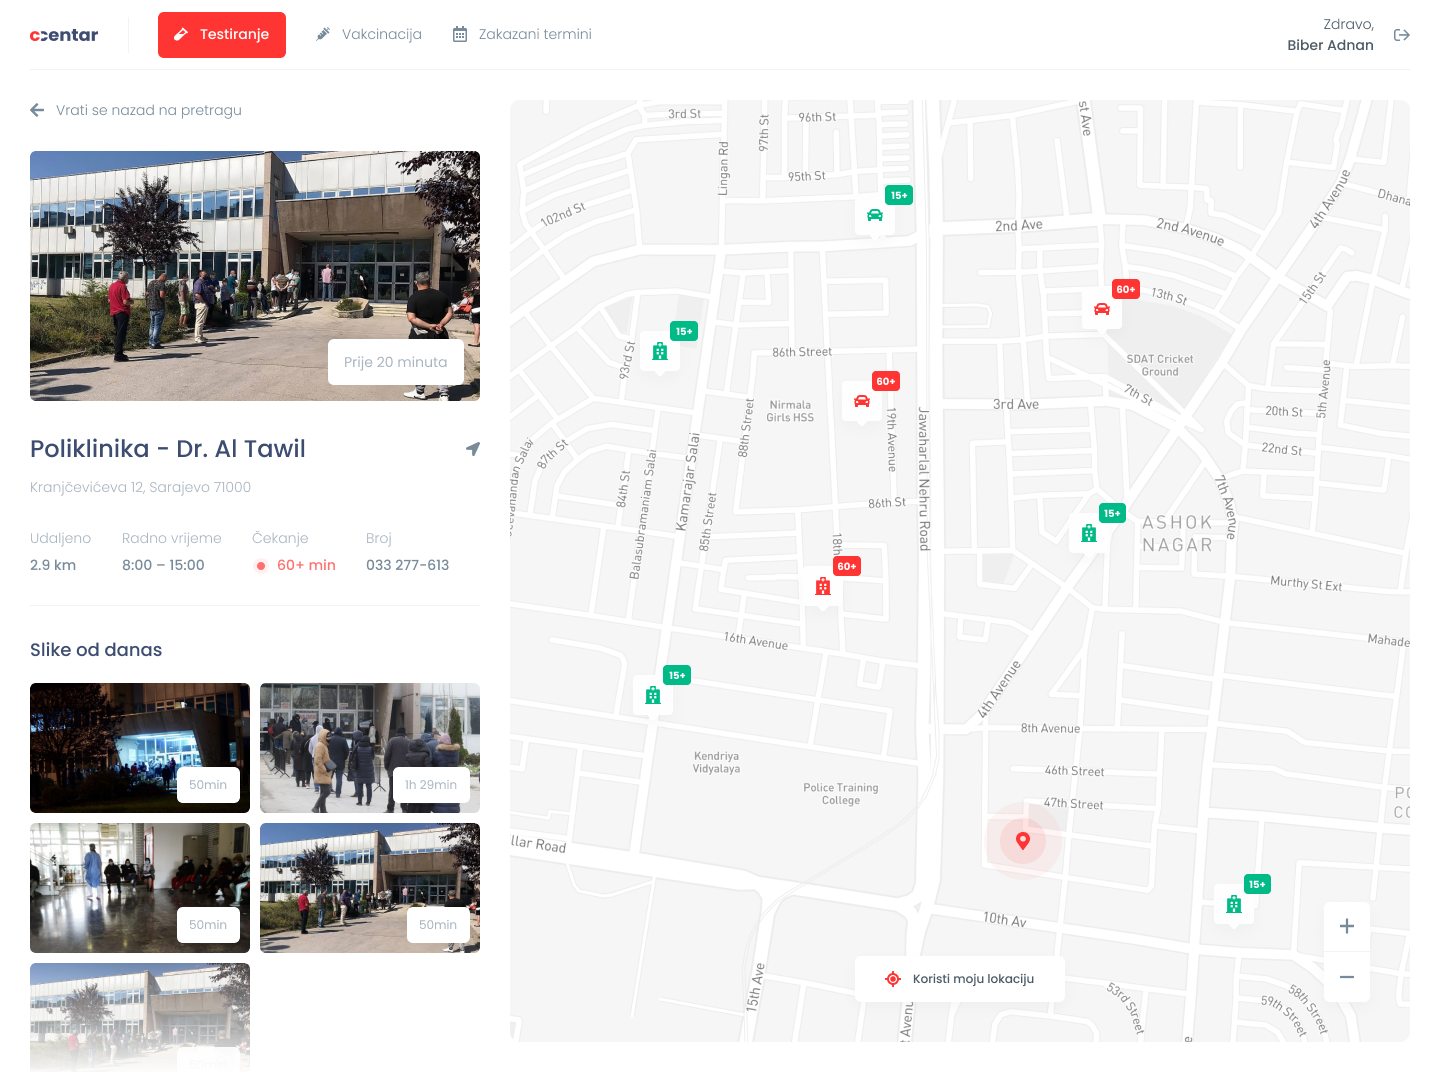 ccentar
Testiranje
Vakcinacija
Zakazani termini
Zdravo,
Biber Adnan
Vrati se nazad na pretragu
Prije 20 minuta
Poliklinika - Dr. Al Tawil
Kranjčevićeva 12, Sarajevo 71000
Udaljeno
Radno vrijeme
Čekanje
Broj
2.9 km
8:00 – 15:00
60+ min
033 277-613
Slike od danas
50min
1h 29min
50min
50min
3rd St
96th St
97th St
Lingan Rd
95th St
102nd St
15+
st Ave
2nd Ave
2nd Avenue
4th Avenue
Dhana
60+
13th St
15th St
15+
93rd St
86th Street
SDAT Cricket
Ground
60+
7th St
5th Avenue
Nirmala
Girls HSS
88th Street
19th Avenue
3rd Ave
20th St
22nd St
87th St
Kamarajar Salai
Jawaharlal Nehru Road
84th St
Balasubramaniam Salai
85th Street
86th St
7th Avenue
15+
ASHOK
NAGAR
18th
60+
Murthy St Ext
16th Avenue
Mahade
15+
4th Avenue
8th Avenue
Kendriya
Vidyalaya
46th Street
47th Street
Police Training
College
llar Road
15+
10th Av
15th Ave
Koristi moju lokaciju
53rd Street
58th Street
59th Street
t Avenu
+
−